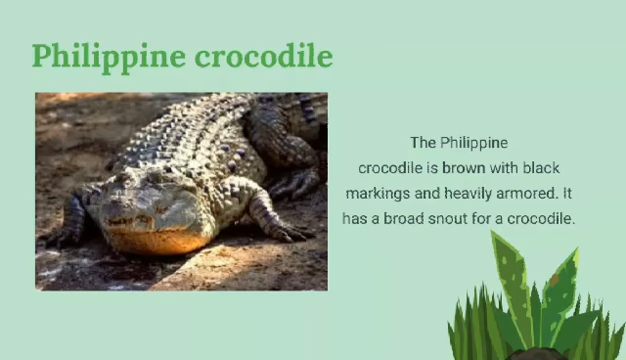 Philippine crocodile
The Philippine
crocodile is brown with black
markings and heavily armored. It
has a broad snout for a crocodile.